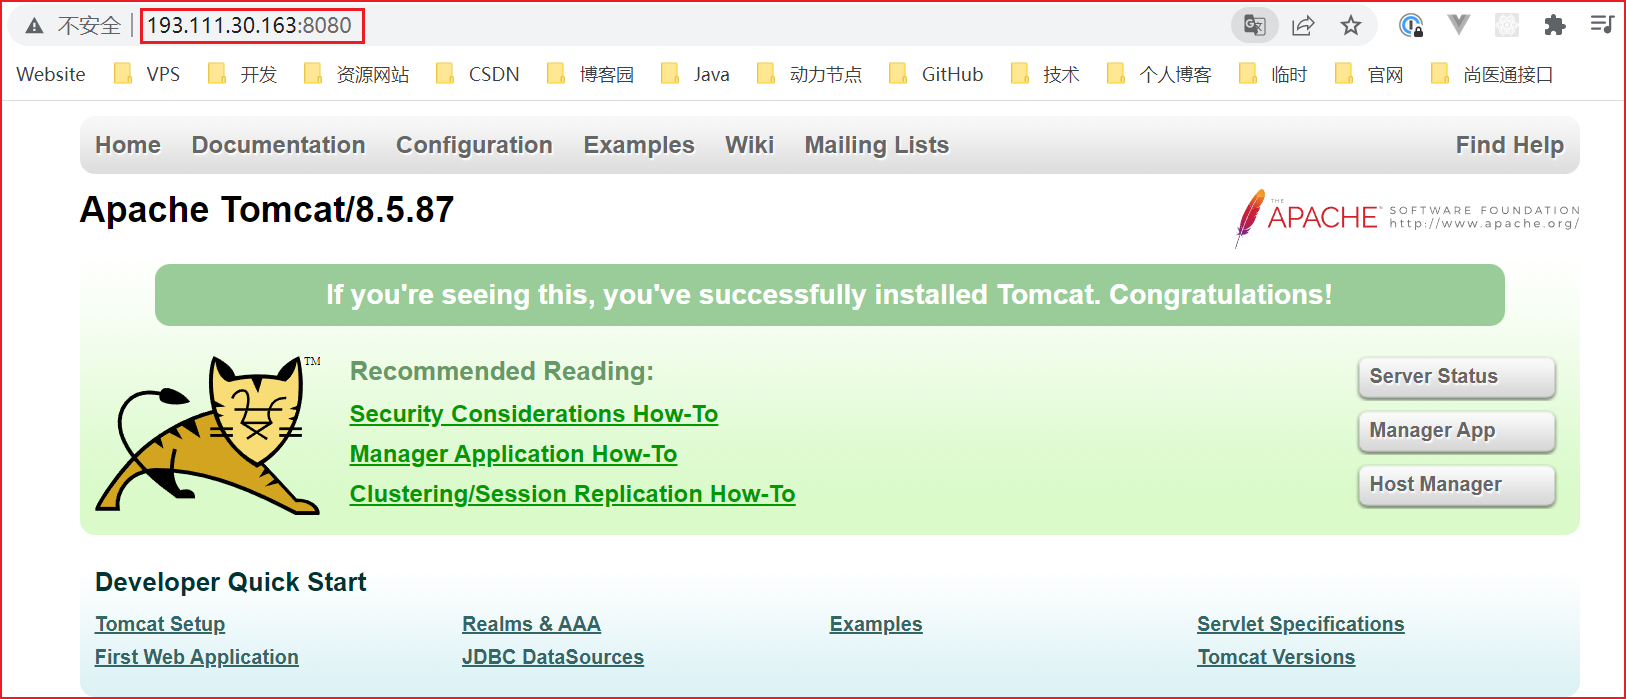 不安全 193.111.30.163:8080
Website VPS 开发 资源网站 CSDN 博客园 Java 动力节点 GitHub 技术 个人博客 临时 官网 尚医通接口
Home Documentation Configuration Examples Wiki Mailing Lists Find Help
Apache Tomcat/8.5.87
THE APACHE™ SOFTWARE FOUNDATION
http://www.apache.org/
If you're seeing this, you've successfully installed Tomcat. Congratulations!
TM
Recommended Reading:
Security Considerations How-To
Manager Application How-To
Clustering/Session Replication How-To
Server Status
Manager App
Host Manager
Developer Quick Start
Tomcat Setup Realms & AAA Examples Servlet Specifications
First Web Application JDBC DataSources Tomcat Versions